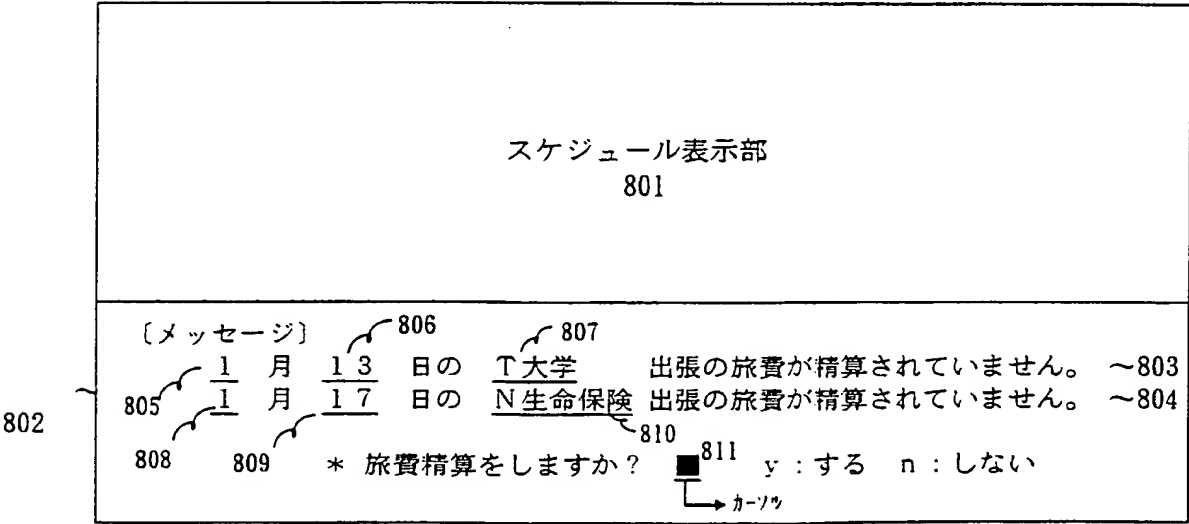 スケジュール表示部
801
〔メッセージ〕 806 807
1 月 13 日の T大学 出張の旅費が精算されていません。 ~803
805 1 月 17 日の N生命保険 出張の旅費が精算されていません。 ~804
802
808 809 810
* 旅費精算をしますか? ■ 811 y:する n:しない
カーソル